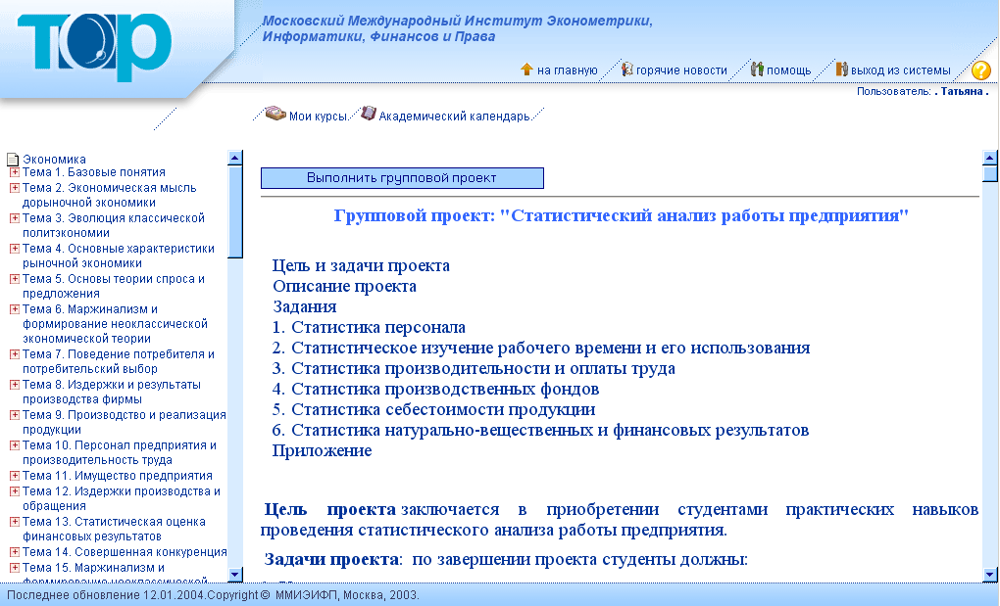 тор
Московский Международный Институт Эконометрики,
Информатики, Финансов и Права
на главную горячие новости помощь выход из системы ?
Пользователь: . Татьяна .
Мои курсы. Академический календарь.
Экономика
Тема 1. Базовые понятия
Тема 2. Экономическая мысль
дорыночной экономики
Тема 3. Эволюция классической
политэкономии
Тема 4. Основные характеристики
рыночной экономики
Тема 5. Основы теории спроса и
предложения
Тема 6. Маржинализм и
формирование неоклассической
экономической теории
Тема 7. Поведение потребителя и
потребительский выбор
Тема 8. Издержки и результаты
производства фирмы
Тема 9. Производство и реализация
продукции
Тема 10. Персонал предприятия и
производительность труда
Тема 11. Имущество предприятия
Тема 12. Издержки производства и
обращения
Тема 13. Статистическая оценка
финансовых результатов
Тема 14. Совершенная конкуренция
Тема 15. Маржинализм и
формирование неоклассической
Выполнить групповой проект
Групповой проект: "Статистический анализ работы предприятия"
Цель и задачи проекта
Описание проекта
Задания
1. Статистика персонала
2. Статистическое изучение рабочего времени и его использования
3. Статистика производительности и оплаты труда
4. Статистика производственных фондов
5. Статистика себестоимости продукции
6. Статистика натурально-вещественных и финансовых результатов
Приложение
Цель проекта заключается в приобретении студентами практических навыков
проведения статистического анализа работы предприятия.
Задачи проекта: по завершении проекта студенты должны:
Последнее обновление 12.01.2004.Copyright © ММИЭИФП, Москва, 2003.